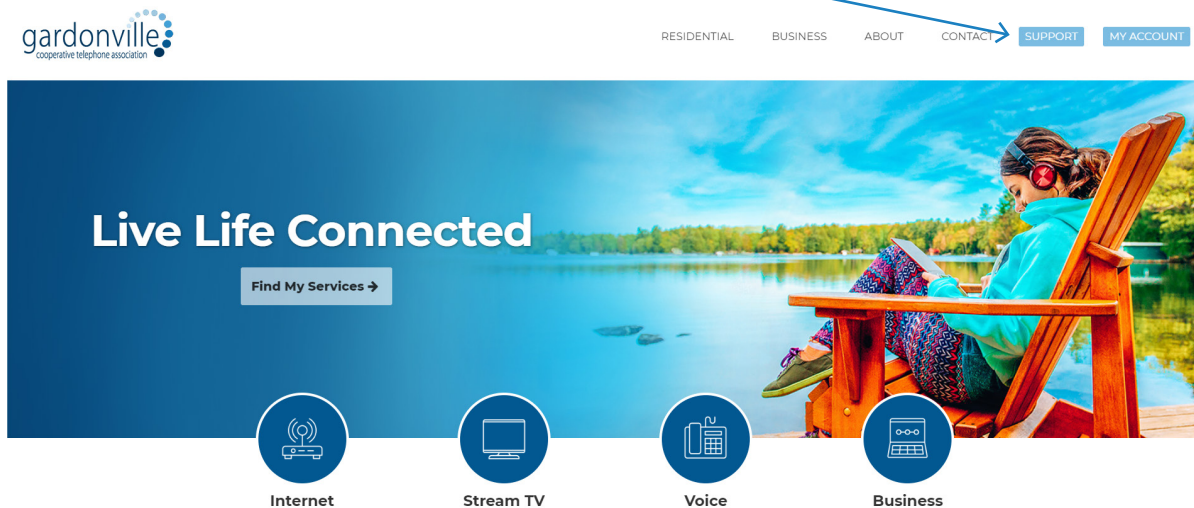 gardonville
cooperative telephone association
RESIDENTIAL BUSINESS ABOUT CONTACT SUPPORT MY ACCOUNT
Live Life Connected
Find My Services →
Internet Stream TV Voice Business